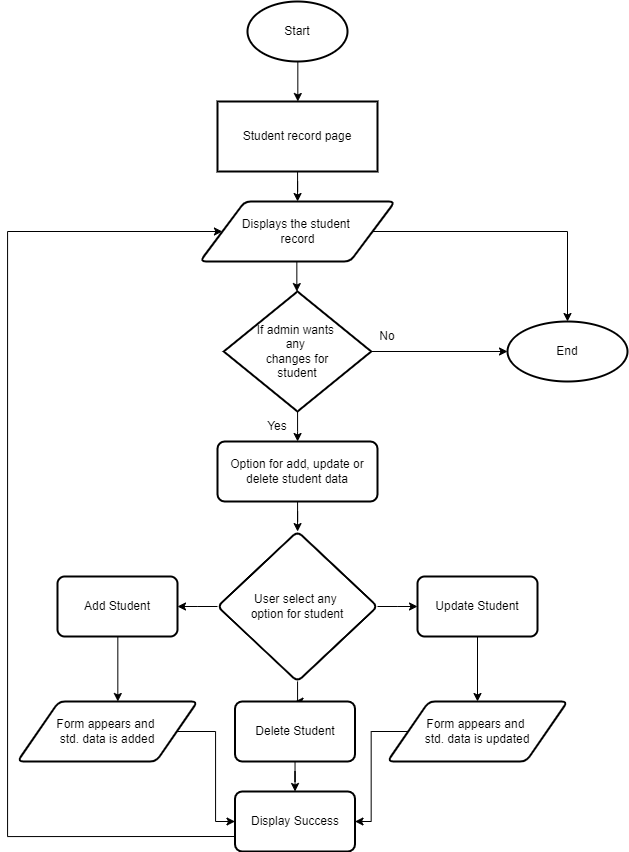 Start
Student record page
Displays the student
record
If admin wants
any
changes for
student
No
End
Yes
Option for add, update or
delete student data
Add Student
User select any
option for student
Update Student
Form appears and
std. data is added
Delete Student
Form appears and
std. data is updated
Display Success